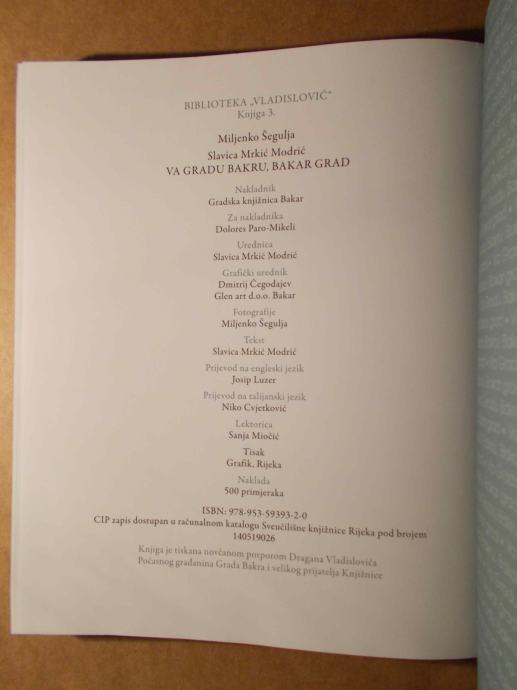 BIBLIOTEKA „VLADISLOVIĆ“
Knjiga 3.
Miljenko Šegulja
Slavica Mrkić Modrić
VA GRADU BAKRU, BAKAR GRAD
Nakladnik
Gradska knjižnica Bakar
Za nakladnika
Dolores Paro-Mikeli
Urednica
Slavica Mrkić Modrić
Grafički urednik
Dmitrij Čegodajev
Glen art d.o.o. Bakar
Fotografije
Miljenko Šegulja
Tekst
Slavica Mrkić Modrić
Prijevod na engleski jezik
Josip Luzer
Prijevod na talijanski jezik
Niko Cvjetković
Lektorica
Sanja Miočić
Tisak
Grafik, Rijeka
Naklada
500 primjeraka
ISBN: 978-953-59393-2-0
CIP zapis dostupan u računalnom katalogu Sveučilišne knjižnice Rijeka pod brojem
140519026
Knjiga je tiskana novčanom potporom Dragana Vladislovića
Počasnog građanina Grada Bakra i velikog prijatelja Knjižnice